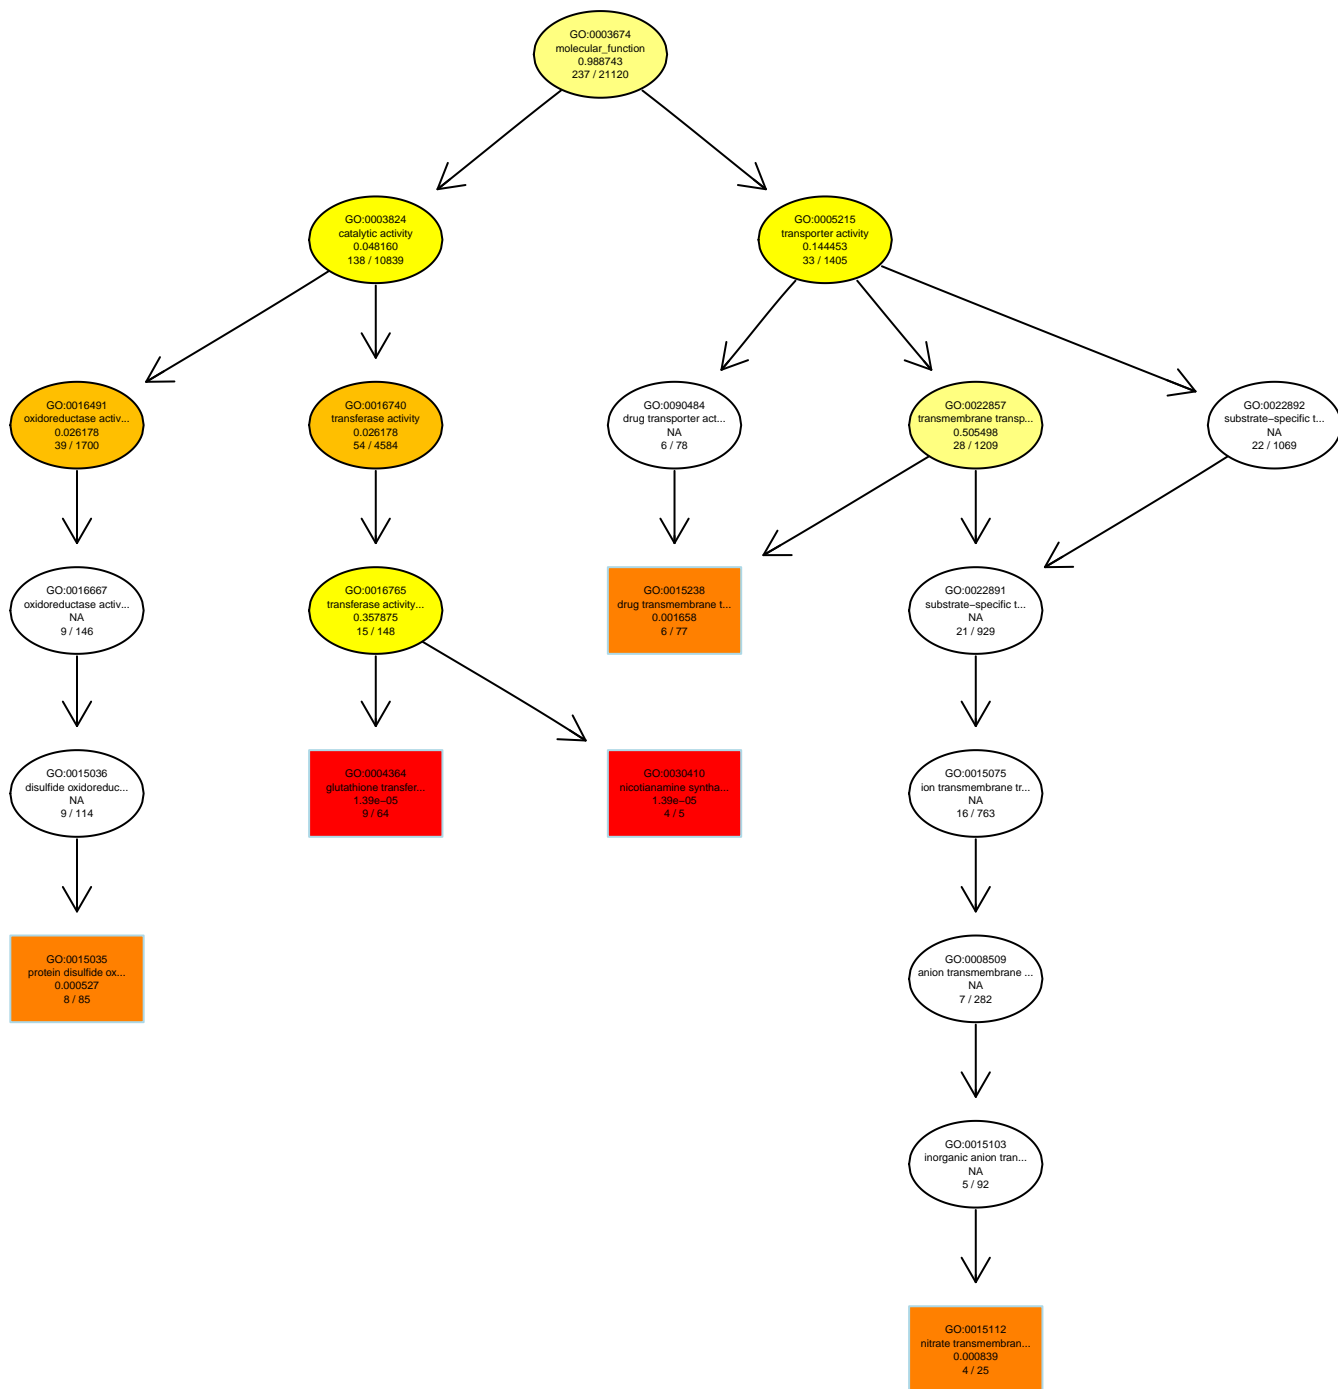 GO:0003674
molecular_function
0.988743
237 / 21120
GO:0003824
catalytic activity
0.048160
138 / 10839
GO:0005215
transporter activity
0.144453
33 / 1405
GO:0016491
oxidoreductase activ...
0.026178
39 / 1700
GO:0016740
transferase activity
0.026178
54 / 4584
GO:0090484
drug transporter act...
NA
6 / 78
GO:0022857
transmembrane transp...
0.505498
28 / 1209
GO:0022892
substrate−specific t...
NA
22 / 1069
GO:0016667
oxidoreductase activ...
NA
9 / 146
GO:0016765
transferase activity...
0.357875
15 / 148
GO:0015238
drug transmembrane t...
0.001658
6 / 77
GO:0022891
substrate−specific t...
NA
21 / 929
GO:0015036
disulfide oxidoreduc...
NA
9 / 114
GO:0004364
glutathione transfer...
1.39e−05
9 / 64
GO:0030410
nicotianamine syntha...
1.39e−05
4 / 5
GO:0015075
ion transmembrane tr...
NA
16 / 763
GO:0015035
protein disulfide ox...
0.000527
8 / 85
GO:0008509
anion transmembrane ...
NA
7 / 282
GO:0015103
inorganic anion tran...
NA
5 / 92
GO:0015112
nitrate transmembran...
0.000839
4 / 25